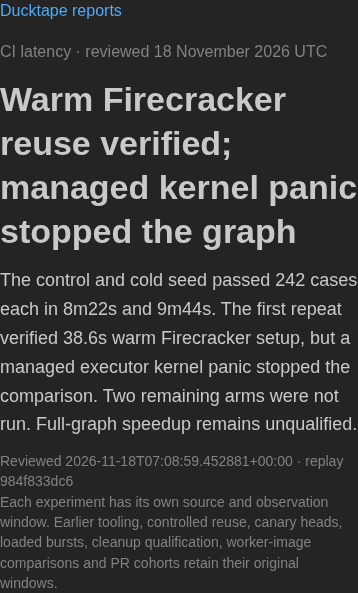 Ducktape reports
CI latency · reviewed 18 November 2026 UTC
Warm Firecracker
reuse verified;
managed kernel panic
stopped the graph
The control and cold seed passed 242 cases
each in 8m22s and 9m44s. The first repeat
verified 38.6s warm Firecracker setup, but a
managed executor kernel panic stopped the
comparison. Two remaining arms were not
run. Full-graph speedup remains unqualified.
Reviewed 2026-11-18T07:08:59.452881+00:00 · replay
984f833dc6
Each experiment has its own source and observation
window. Earlier tooling, controlled reuse, canary heads,
loaded bursts, cleanup qualification, worker-image
comparisons and PR cohorts retain their original
windows.